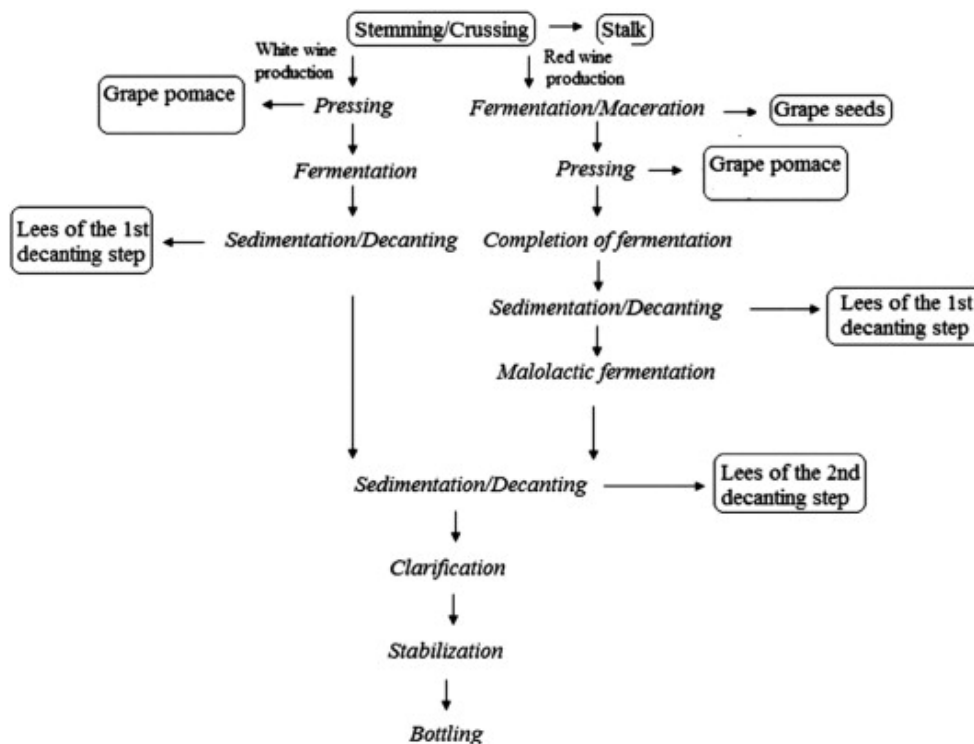 Stemming/Crussing
Stalk
White wine
production
Red wine
production
Grape pomace
Pressing
Fermentation/Maceration
Grape seeds
Fermentation
Pressing
Grape pomace
Lees of the 1st
decanting step
Sedimentation/Decanting
Completion of fermentation
Sedimentation/Decanting
Lees of the 1st
decanting step
Malolactic fermentation
Sedimentation/Decanting
Lees of the 2nd
decanting step
Clarification
Stabilization
Bottling